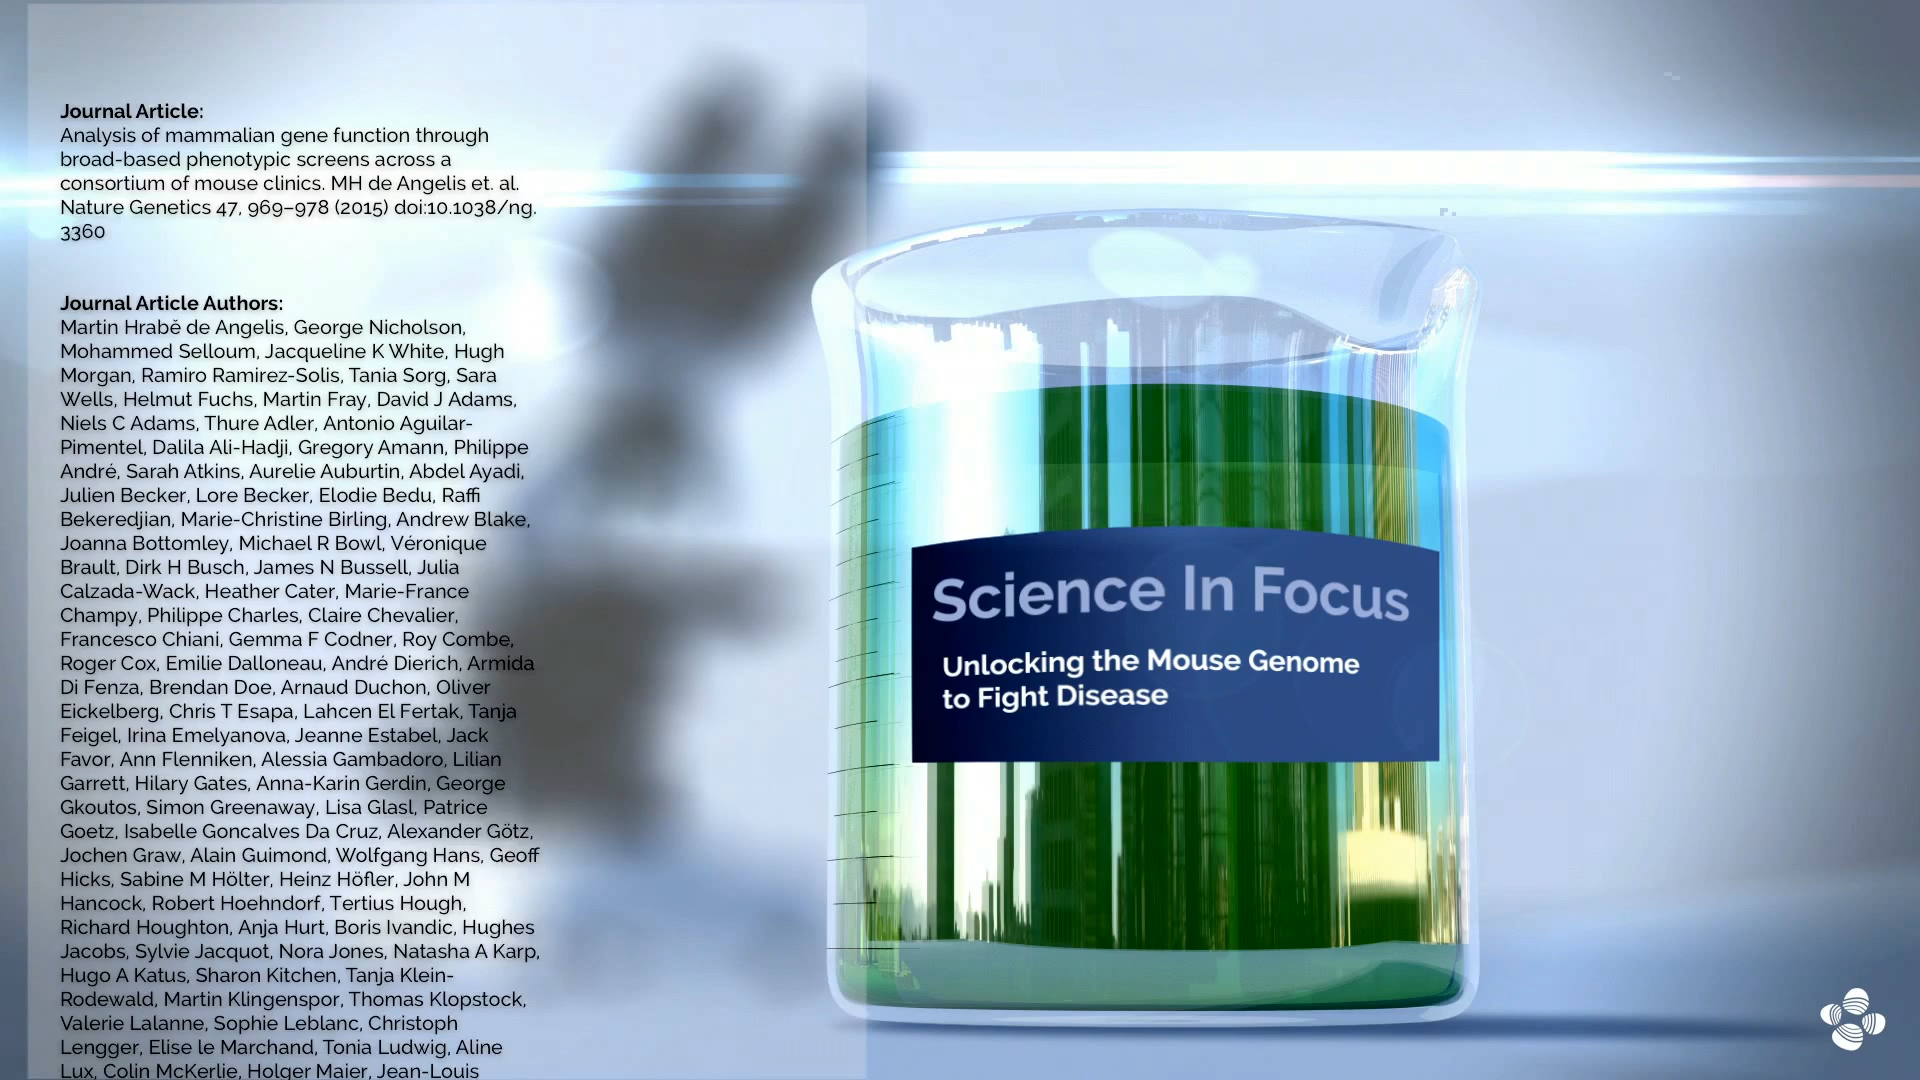 Journal Article:
Analysis of mammalian gene function through
broad-based phenotypic screens across a
consortium of mouse clinics. MH de Angelis et. al.
Nature Genetics 47, 969–978 (2015) doi:10.1038/ng.
3360
Journal Article Authors:
Martin Hrabě de Angelis, George Nicholson,
Mohammed Selloum, Jacqueline K White, Hugh
Morgan, Ramiro Ramirez-Solis, Tania Sorg, Sara
Wells, Helmut Fuchs, Martin Fray, David J Adams,
Niels C Adams, Thure Adler, Antonio Aguilar-
Pimentel, Dalila Ali-Hadji, Gregory Amann, Philippe
André, Sarah Atkins, Aurelie Auburtin, Abdel Ayadi,
Julien Becker, Lore Becker, Elodie Bedu, Raffi
Bekeredjian, Marie-Christine Birling, Andrew Blake,
Joanna Bottomley, Michael R Bowl, Véronique
Brault, Dirk H Busch, James N Bussell, Julia
Calzada-Wack, Heather Cater, Marie-France
Champy, Philippe Charles, Claire Chevalier,
Francesco Chiani, Gemma F Codner, Roy Combe,
Roger Cox, Emilie Dalloneau, André Dierich, Armida
Di Fenza, Brendan Doe, Arnaud Duchon, Oliver
Eickelberg, Chris T Esapa, Lahcen El Fertak, Tanja
Feigel, Irina Emelyanova, Jeanne Estabel, Jack
Favor, Ann Flenniken, Alessia Gambadoro, Lilian
Garrett, Hilary Gates, Anna-Karin Gerdin, George
Gkoutos, Simon Greenaway, Lisa Glasl, Patrice
Goetz, Isabelle Goncalves Da Cruz, Alexander Götz,
Jochen Graw, Alain Guimond, Wolfgang Hans, Geoff
Hicks, Sabine M Hölter, Heinz Höfler, John M
Hancock, Robert Hoehndorf, Tertius Hough,
Richard Houghton, Anja Hurt, Boris Ivandic, Hughes
Jacobs, Sylvie Jacquot, Nora Jones, Natasha A Karp,
Hugo A Katus, Sharon Kitchen, Tanja Klein-
Rodewald, Martin Klingenspor, Thomas Klopstock,
Valerie Lalanne, Sophie Leblanc, Christoph
Lengger, Elise le Marchand, Tonia Ludwig, Aline
Lux, Colin McKerlie, Holger Maier, Jean-Louis
Science In Focus
Unlocking the Mouse Genome
to Fight Disease